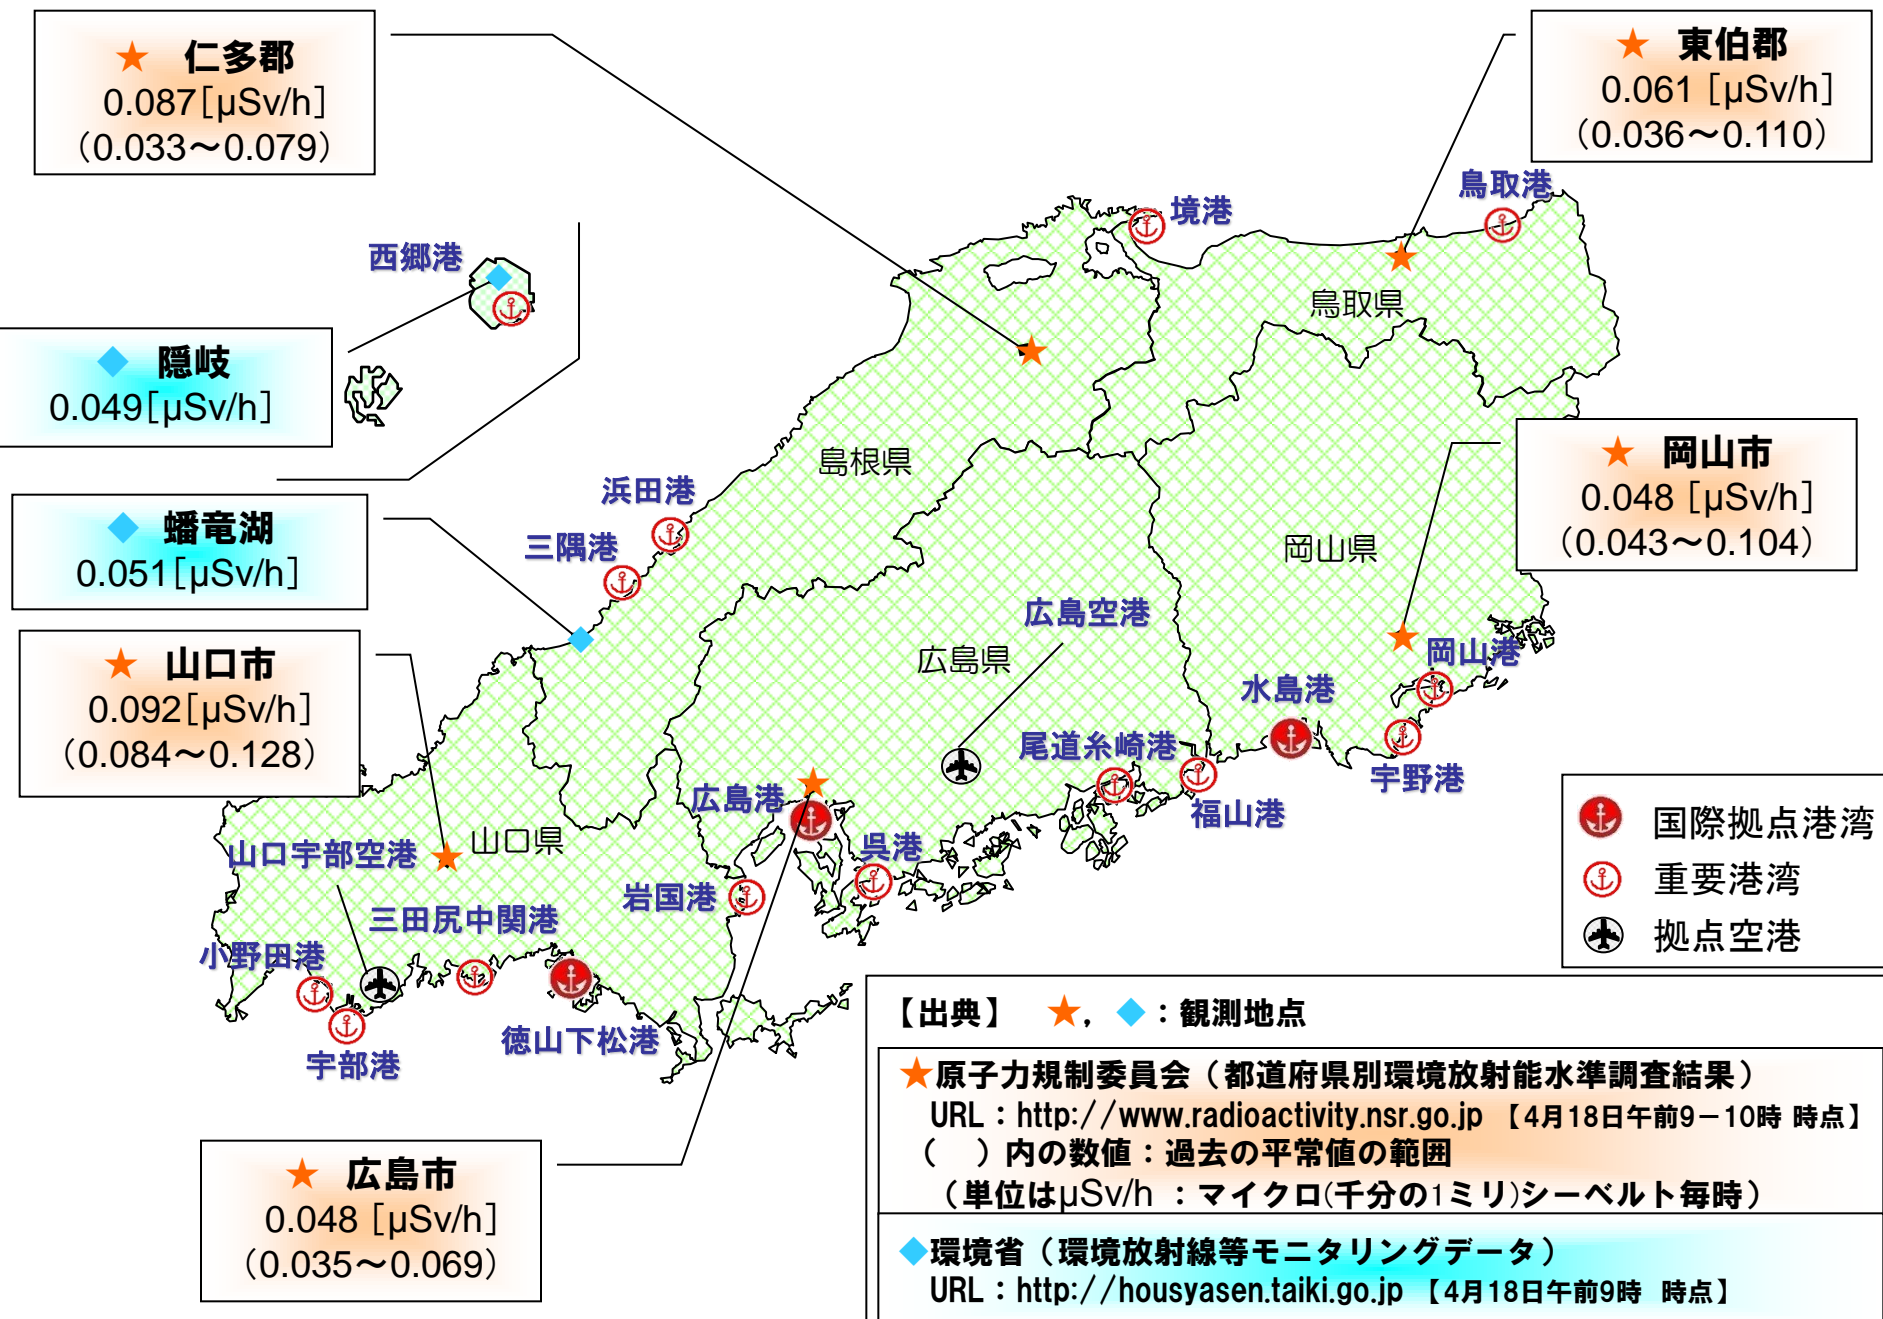 ★ 仁多郡
0.087[μSv/h]
（0.033～0.079）
★ 東伯郡
0.061 [μSv/h]
（0.036～0.110）
鳥取港
境港
西郷港
鳥取県
◆ 隠岐
0.049[μSv/h]
島根県
★ 岡山市
0.048 [μSv/h]
（0.043～0.104）
浜田港
◆ 蟠竜湖
0.051[μSv/h]
三隅港
岡山県
広島空港
★ 山口市
0.092[μSv/h]
（0.084～0.128）
広島県
岡山港
水島港
尾道糸崎港
宇野港
広島港
福山港
国際拠点港湾
重要港湾
拠点空港
山口県
山口宇部空港
呉港
岩国港
三田尻中関港
小野田港
徳山下松港
宇部港
【出典】 ★，◆：観測地点
★原子力規制委員会（都道府県別環境放射能水準調査結果）
URL：http://www.radioactivity.nsr.go.jp 【4月18日午前9－10時 時点】
（　）内の数値：過去の平常値の範囲
（単位はμSv/h ：マイクロ(千分の1ミリ)シーベルト毎時）
◆環境省（環境放射線等モニタリングデータ）
URL：http://housyasen.taiki.go.jp 【4月18日午前9時 時点】
★ 広島市
0.048 [μSv/h]
（0.035～0.069）